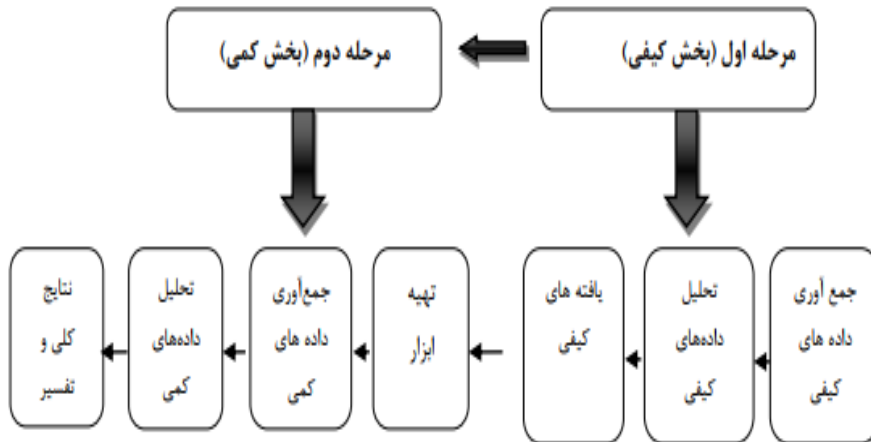 مرحله اول (بخش کیفی)
مرحله دوم (بخش کمی)
جمع آوری
داده های
کیفی
تحلیل
داده‌های
کیفی
یافته های
کیفی
تهیه
ابزار
جمع‌آوری
داده های
کمی
تحلیل
داده‌های
کمی
نتایج
کلی و
تفسیر